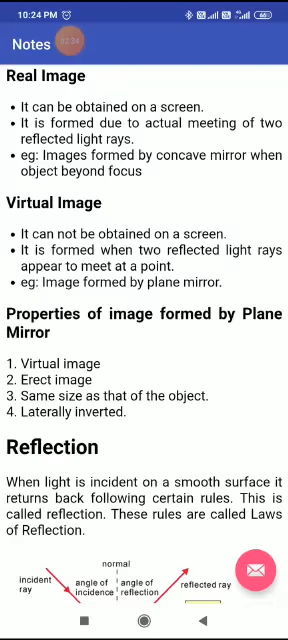 10:24 PM
Notes
02:34
Real Image
• It can be obtained on a screen.
• It is formed due to actual meeting of two
reflected light rays.
• eg: Images formed by concave mirror when
object beyond focus
Virtual Image
• It can not be obtained on a screen.
• It is formed when two reflected light rays
appear to meet at a point.
• eg: Image formed by plane mirror.
Properties of image formed by Plane
Mirror
1. Virtual image
2. Erect image
3. Same size as that of the object.
4. Laterally inverted.
Reflection
When light is incident on a smooth surface it
returns back following certain rules. This is
called reflection. These rules are called Laws
of Reflection.
normal
incident
ray
angle of
incidence
angle of
reflection
reflected ray